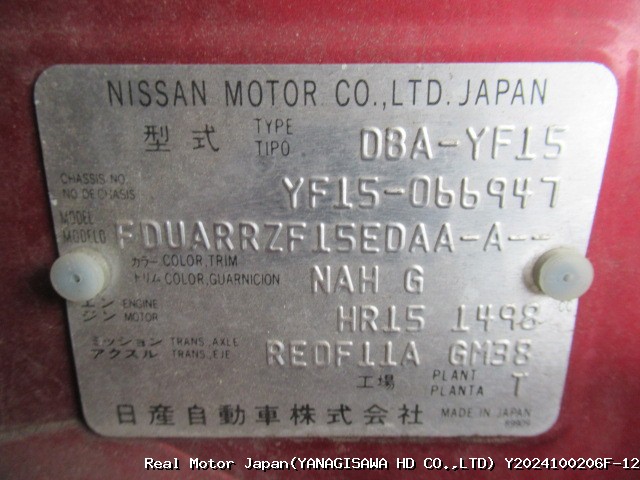 NISSAN MOTOR CO.,LTD. JAPAN
型式 TYPE TIPO DBA-YF15
CHASSIS NO. NO DE CHASIS YF15-066947
MODEL MODELO FDUARRZF15EDAA-A--
カラー COLOR,TRIM トリム COLOR,GUARNICION NAH G
エンジン ENGINE MOTOR HR15 1498 cc
ミッション TRANS. AXLE アクスル TRANS.,EJE RE0F11A GM38
工場 PLANT PLANTA T
日産自動車株式会社 MADE IN JAPAN
Real Motor Japan(YANAGISAWA HD CO.,LTD) Y2024100206F-12